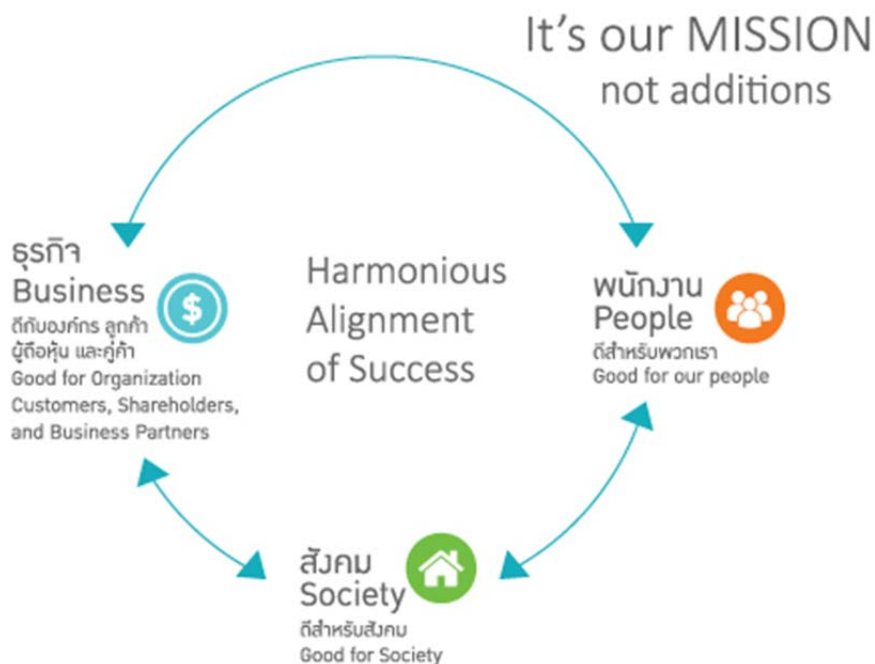 It's our MISSION
not additions
ธุรกิจ
Business
$
ดีกับองค์กร ลูกค้า
ผู้ถือหุ้น และคู่ค้า
Good for Organization
Customers, Shareholders,
and Business Partners
Harmonious
Alignment
of Success
พนักงาน
People
ดีสำหรับพวกเรา
Good for our people
สังคม
Society
ดีสำหรับสังคม
Good for Society